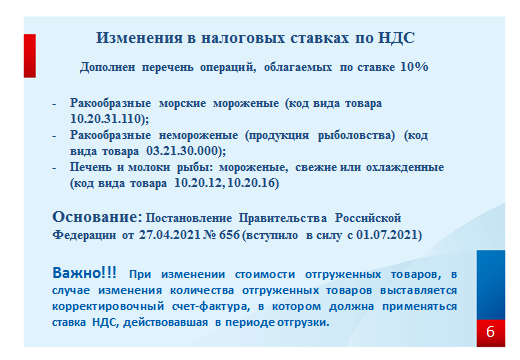 Изменения в налоговых ставках по НДС
Дополнен перечень операций, облагаемых по ставке 10%
- Ракообразные морские мороженые (код вида товара
10.20.31.110);
- Ракообразные немороженые (продукция рыболовства) (код
вида товара 03.21.30.000);
- Печень и молоки рыбы: мороженые, свежие или охлажденные
(код вида товара 10.20.12, 10.20.16)
Основание: Постановление Правительства Российской
Федерации от 27.04.2021 № 656 (вступило в силу с 01.07.2021)
Важно!!! При изменении стоимости отгруженных товаров, в
случае изменения количества отгруженных товаров выставляется
корректировочный счет-фактура, в котором должна применяться
ставка НДС, действовавшая в периоде отгрузки.
6